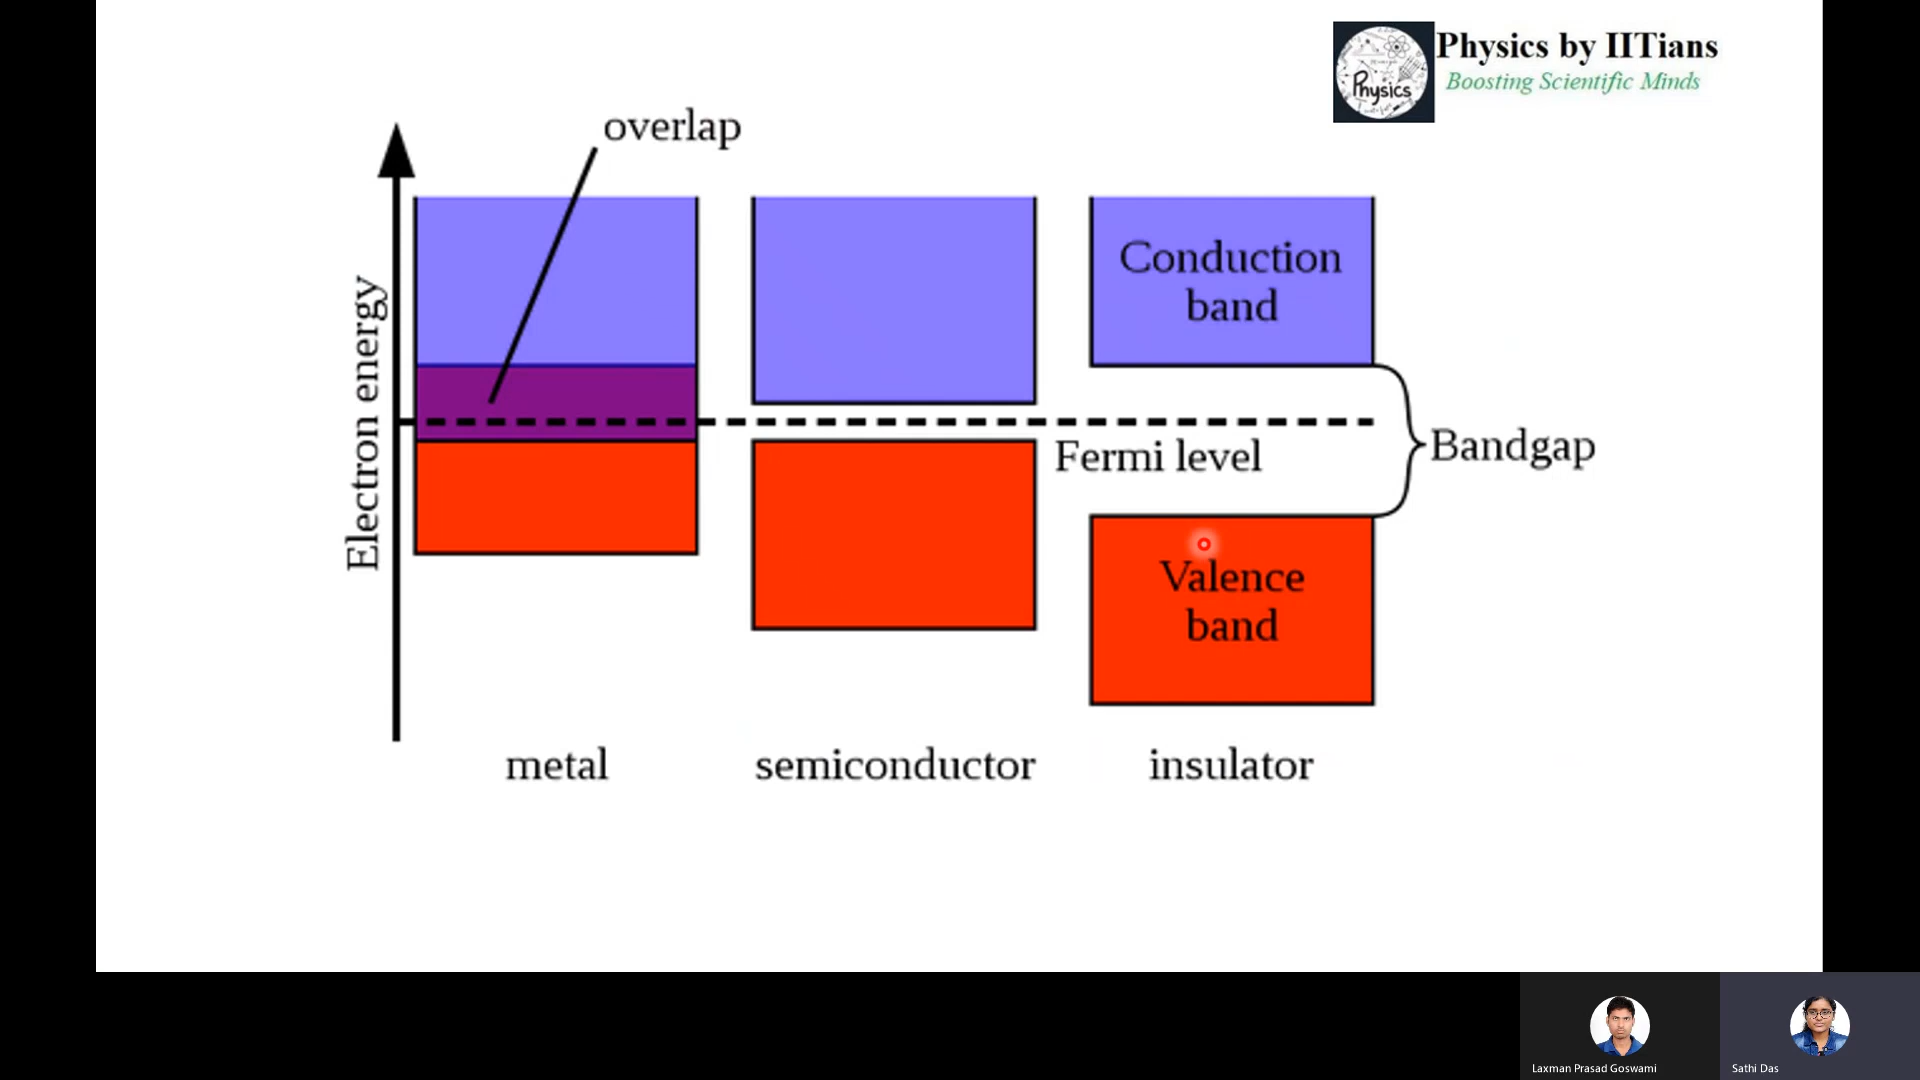 Physics by IITians
Boosting Scientific Minds
Physics
overlap
Electron energy
Conduction
band
Fermi level
Bandgap
Valence
band
metal
semiconductor
insulator
Laxman Prasad Goswami
Sathi Das